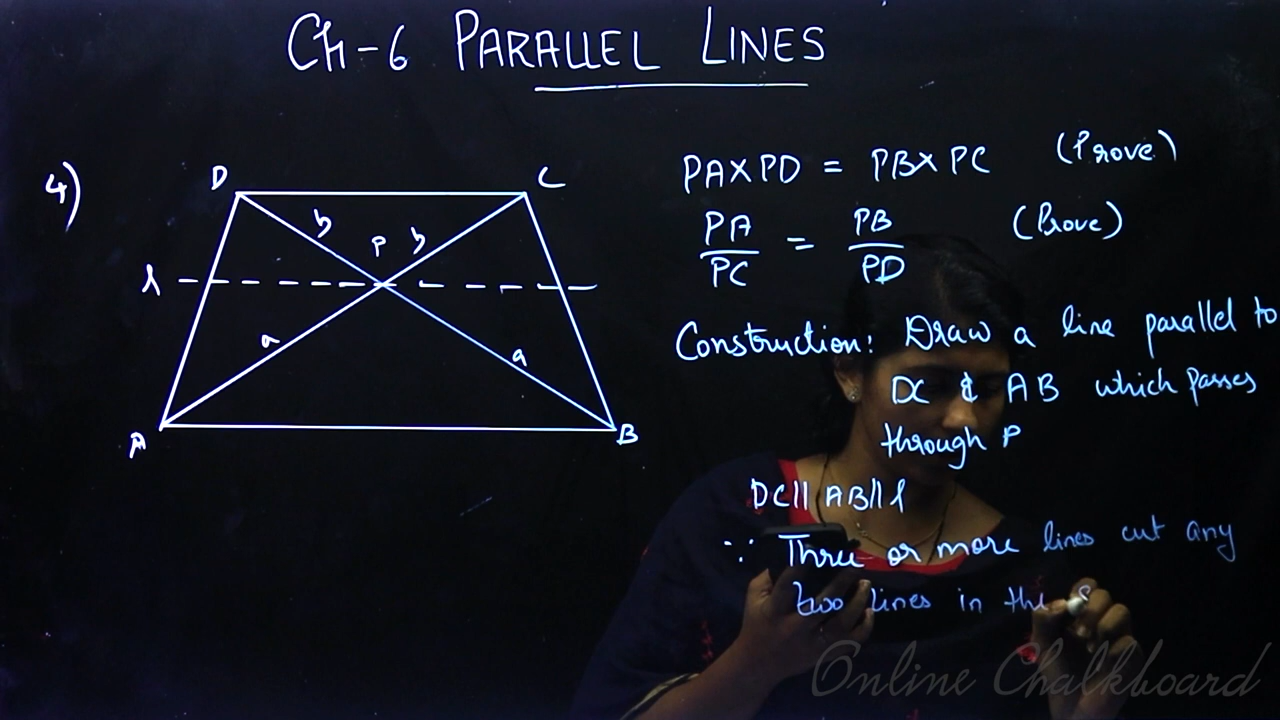 Ch-6 PARALLEL LINES
4)
D
C
b
P
b
l
a
a
A
B
PA×PD = PB×PC (Prove)
PA/PC = PB/PD (Prove)
Construction: Draw a line parallel to
DC & AB which passes
through P
DC || AB || l
∵ Three or more lines cut any
two lines in the s
Online Chalkboard